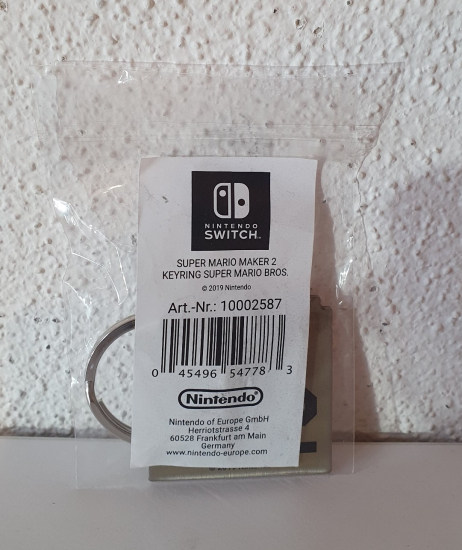 NINTENDO
SWITCH™
SUPER MARIO MAKER 2
KEYRING SUPER MARIO BROS.
© 2019 Nintendo
Art.-Nr.: 10002587
0 45496 54778 3
Nintendo®
Nintendo of Europe GmbH
Herriotstrasse 4
60528 Frankfurt am Main
Germany
www.nintendo-europe.com